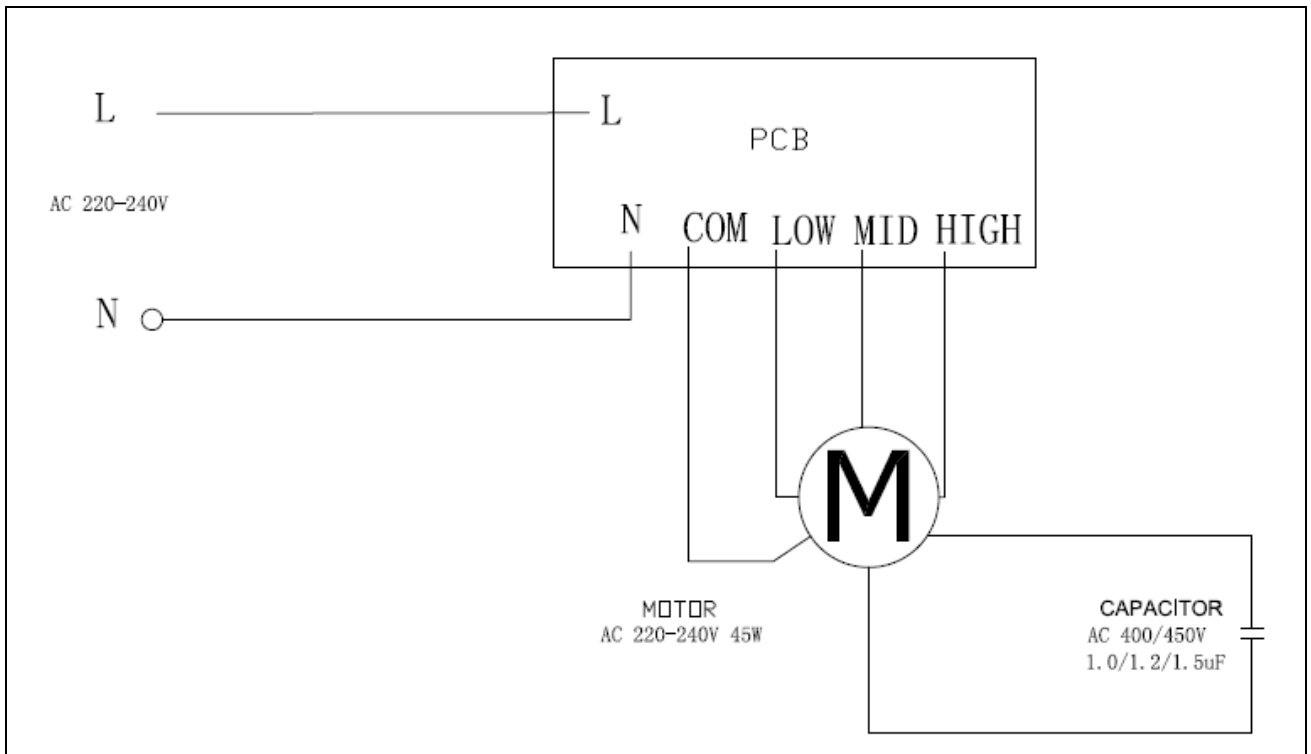 L
L
PCB
AC 220-240V
N
COM LOW MID HIGH
N
M
MOTOR
AC 220-240V 45W
CAPACITOR
AC 400/450V
1.0/1.2/1.5uF